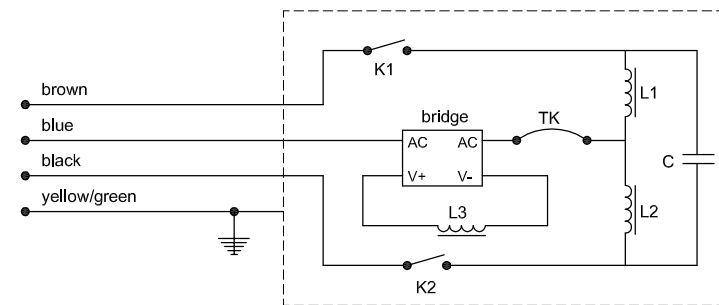 K1
brown
L1
bridge
TK
blue
AC AC
C
black
V+ V-
yellow/green
L3
L2
K2